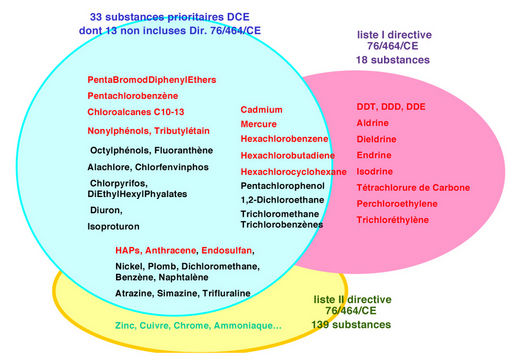 33 substances prioritaires DCE
dont 13 non incluses Dir. 76/464/CE
liste I directive
76/464/CE
18 substances
PentaBromodDiphenylEthers
Pentachlorobenzène
Chloroalcanes C10-13
Nonylphénols, Tributylétain
Octylphénols, Fluoranthène
Alachlore, Chlorfenvinphos
Chlorpyrifos,
DiEthylHexylPhyalates
Diuron,
Isoproturon
Cadmium
Mercure
Hexachlorobenzene
Hexachlorobutadiene
Hexachlorocyclohexane
Pentachlorophenol
1,2-Dichloroethane
Trichloromethane
Trichlorobenzènes
DDT, DDD, DDE
Aldrine
Dieldrine
Endrine
Isodrine
Tétrachlorure de Carbone
Perchloroethylene
Trichloréthylène
HAPs, Anthracene, Endosulfan,
Nickel, Plomb, Dichloromethane,
Benzène, Naphtalène
Atrazine, Simazine, Trifluraline
liste II directive
76/464/CE
139 substances
Zinc, Cuivre, Chrome, Ammoniaque…